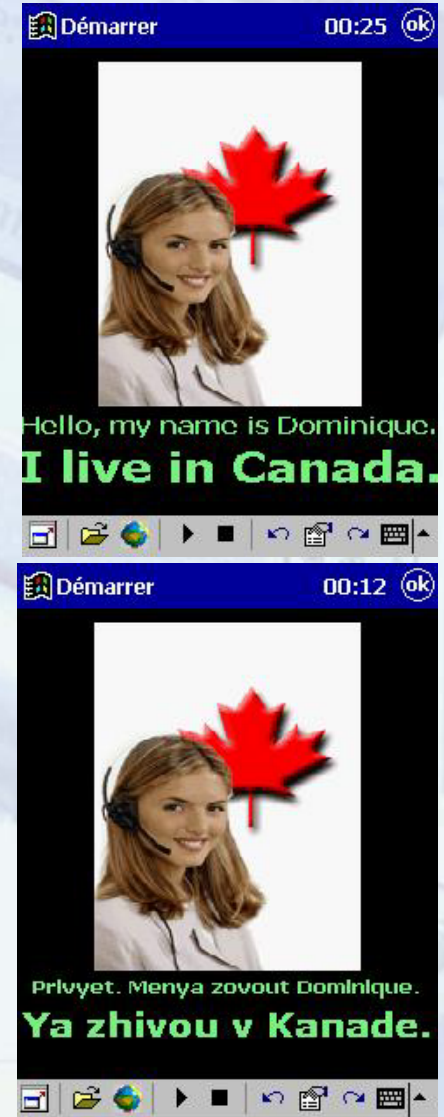 Démarrer 00:25 ok
Hello, my name is Dominique.
I live in Canada.
Démarrer 00:12 ok
Privyet. Menya zovout Dominique.
Ya zhivou v Kanade.